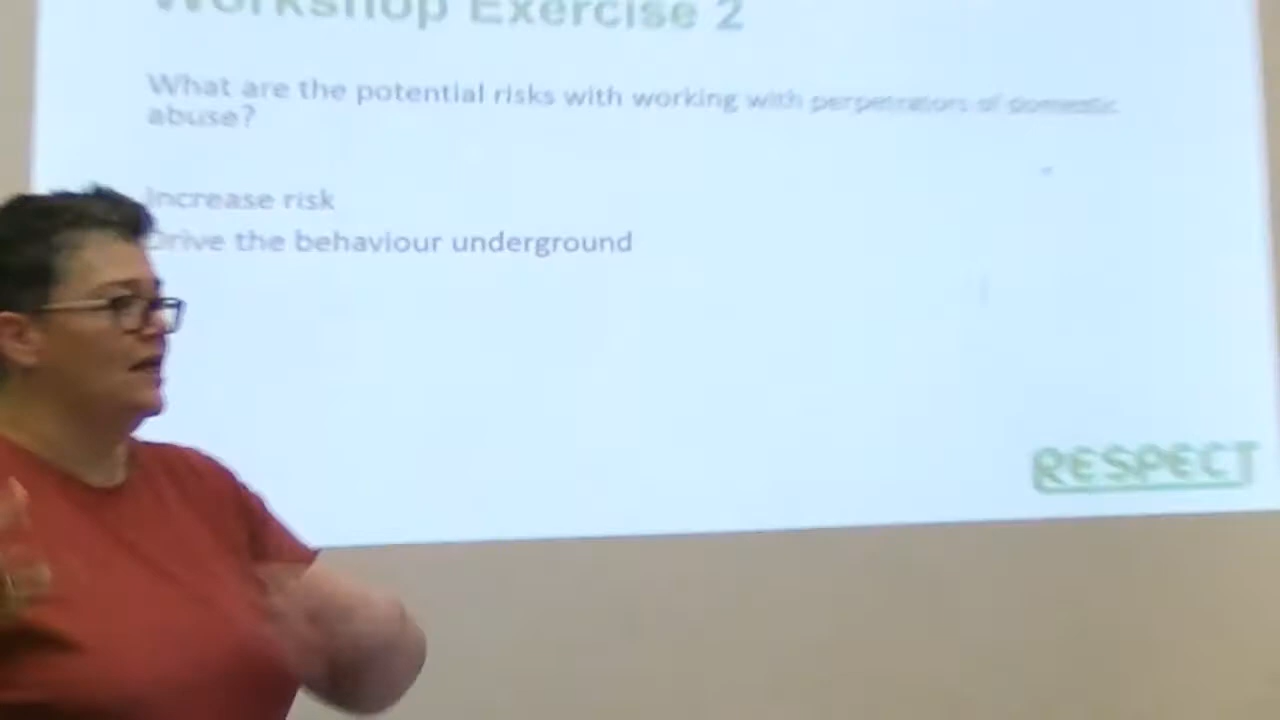 Workshop Exercise 2
What are the potential risks with working with perpetrators of domestic
abuse?
Increase risk
Drive the behaviour underground
RESPECT